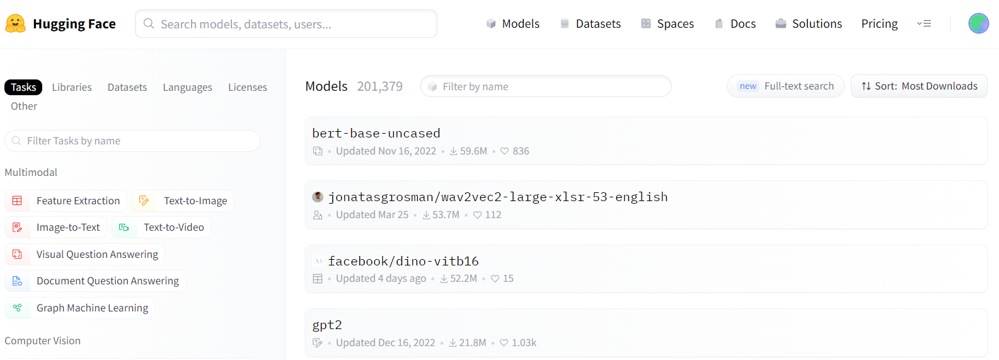 Hugging Face
Search models, datasets, users...
Models Datasets Spaces Docs Solutions Pricing
Tasks Libraries Datasets Languages Licenses
Other
Filter Tasks by name
Multimodal
Feature Extraction Text-to-Image
Image-to-Text Text-to-Video
Visual Question Answering
Document Question Answering
Graph Machine Learning
Computer Vision
Models 201,379 Filter by name new Full-text search Sort: Most Downloads
bert-base-uncased
• Updated Nov 16, 2022 • 59.6M • 836
jonatasgrosman/wav2vec2-large-xlsr-53-english
• Updated Mar 25 • 53.7M • 112
facebook/dino-vitb16
• Updated 4 days ago • 52.2M • 15
gpt2
• Updated Dec 16, 2022 • 21.8M • 1.03k